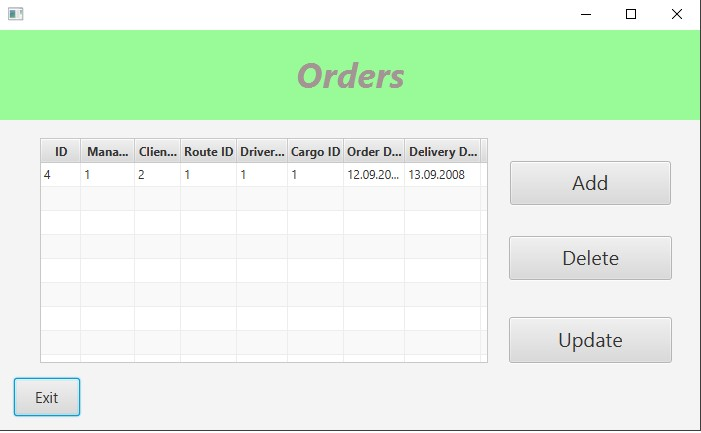 Orders
ID Mana... Clien... Route ID Driver... Cargo ID Order D... Delivery D...
4 1 2 1 1 1 12.09.20... 13.09.2008
Add
Delete
Update
Exit